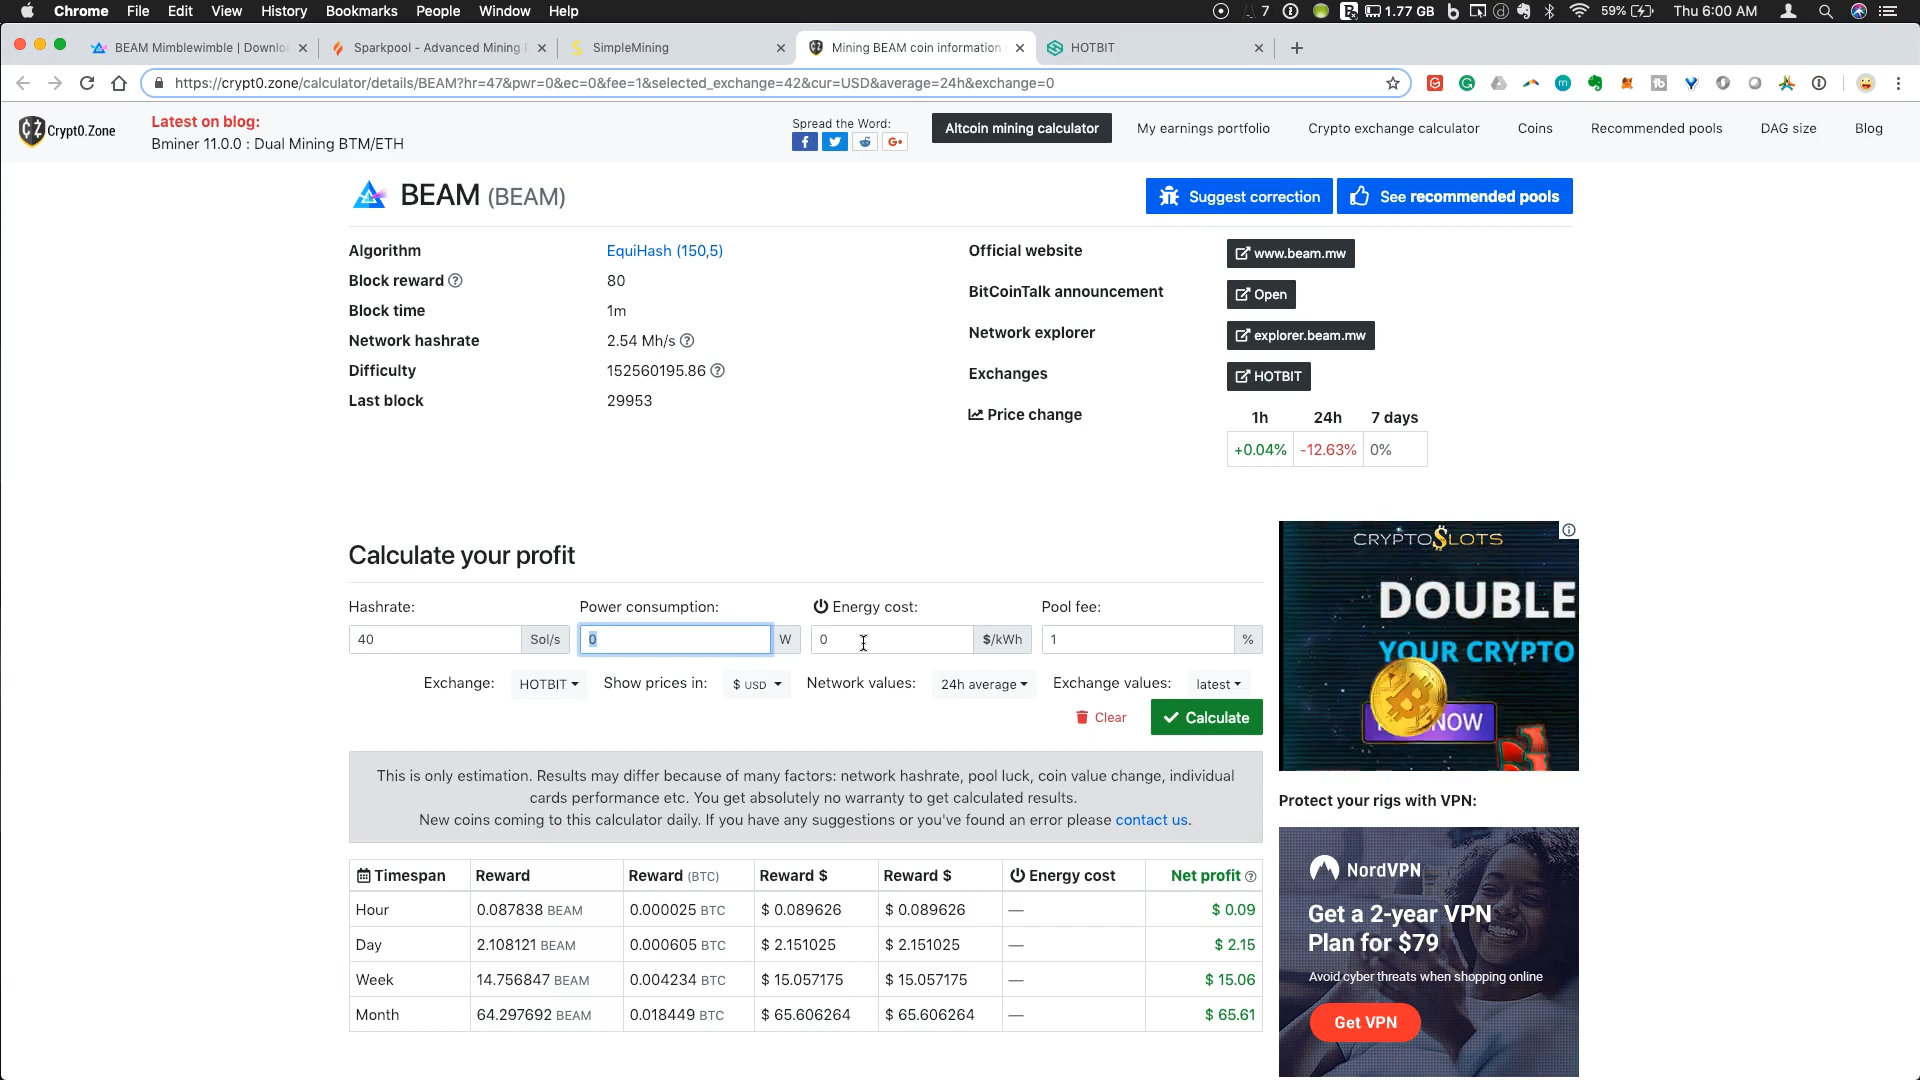 Chrome File Edit View History Bookmarks People Window Help 7 1.77 GB 59% Thu 6:00 AM
BEAM Mimblewimble | Downlo Sparkpool - Advanced Mining SimpleMining Mining BEAM coin information HOTBIT
https://crypt0.zone/calculator/details/BEAM?hr=47&pwr=0&ec=0&fee=1&selected_exchange=42&cur=USD&average=24h&exchange=0
Crypt0.Zone
Latest on blog:
Bminer 11.0.0 : Dual Mining BTM/ETH
Spread the Word:
Altcoin mining calculator My earnings portfolio Crypto exchange calculator Coins Recommended pools DAG size Blog
BEAM (BEAM)
Suggest correction See recommended pools
Algorithm EquiHash (150,5)
Block reward 80
Block time 1m
Network hashrate 2.54 Mh/s
Difficulty 152560195.86
Last block 29953
Official website www.beam.mw
BitCoinTalk announcement Open
Network explorer explorer.beam.mw
Exchanges HOTBIT
Price change 1h 24h 7 days
+0.04% -12.63% 0%
Calculate your profit
Hashrate: Power consumption: Energy cost: Pool fee:
40 Sol/s 0 W 0 $/kWh 1 %
Exchange: HOTBIT Show prices in: $ USD Network values: 24h average Exchange values: latest
Clear Calculate
This is only estimation. Results may differ because of many factors: network hashrate, pool luck, coin value change, individual
cards performance etc. You get absolutely no warranty to get calculated results.
New coins coming to this calculator daily. If you have any suggestions or you've found an error please contact us.
Timespan Reward Reward (BTC) Reward $ Reward $ Energy cost Net profit
Hour 0.087838 BEAM 0.000025 BTC $ 0.089626 $ 0.089626 — $ 0.09
Day 2.108121 BEAM 0.000605 BTC $ 2.151025 $ 2.151025 — $ 2.15
Week 14.756847 BEAM 0.004234 BTC $ 15.057175 $ 15.057175 — $ 15.06
Month 64.297692 BEAM 0.018449 BTC $ 65.606264 $ 65.606264 — $ 65.61
CRYPTO$LOTS
DOUBLE
YOUR CRYPTO
NOW
Protect your rigs with VPN:
NordVPN
Get a 2-year VPN
Plan for $79
Avoid cyber threats when shopping online
Get VPN